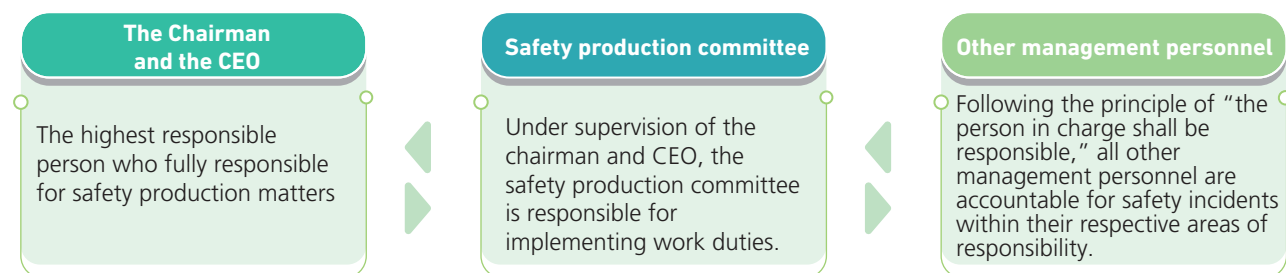 The Chairman
and the CEO
The highest responsible
person who fully responsible
for safety production matters
Safety production committee
Under supervision of the
chairman and CEO, the
safety production committee
is responsible for
implementing work duties.
Other management personnel
Following the principle of “the
person in charge shall be
responsible,” all other
management personnel are
accountable for safety incidents
within their respective areas of
responsibility.